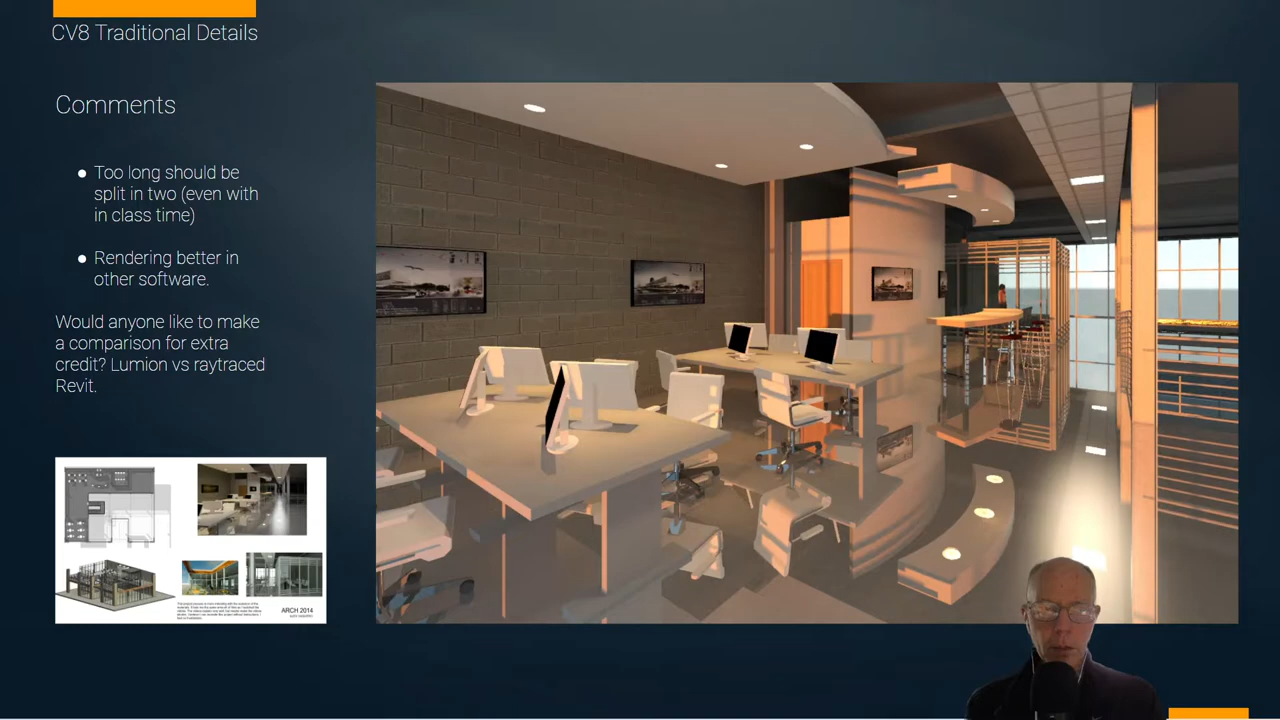 CV8 Traditional Details
Comments
● Too long should be
split in two (even with
in class time)
● Rendering better in
other software.
Would anyone like to make
a comparison for extra
credit? Lumion vs raytraced
Revit.
ARCH 2014